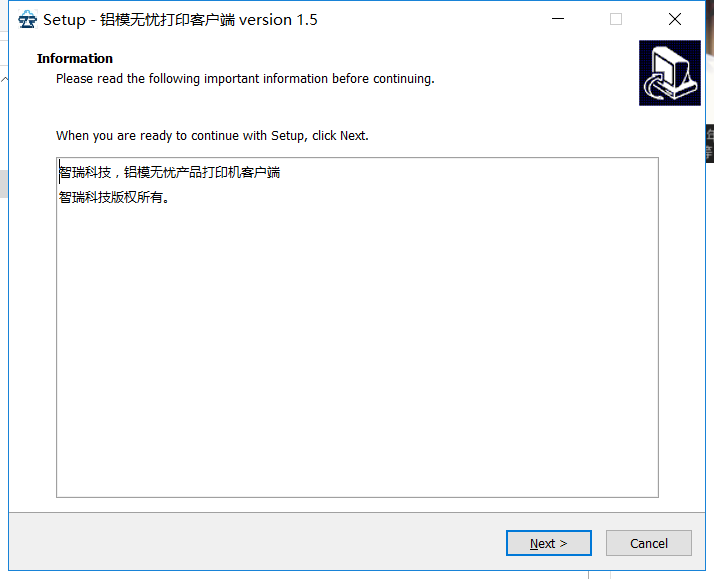 Setup - 铝模无忧打印客户端 version 1.5
Information
Please read the following important information before continuing.
When you are ready to continue with Setup, click Next.
智瑞科技，铝模无忧产品打印机客户端
智瑞科技版权所有。
Next >
Cancel